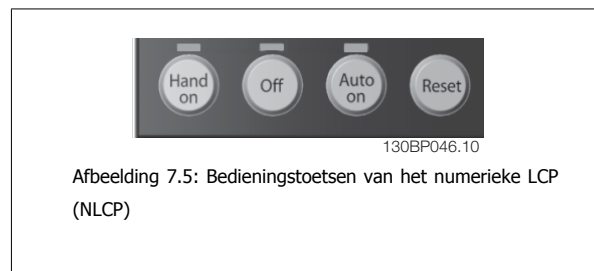 Hand
on
Off
Auto
on
Reset
130BP046.10
Afbeelding 7.5: Bedieningstoetsen van het numerieke LCP
(NLCP)